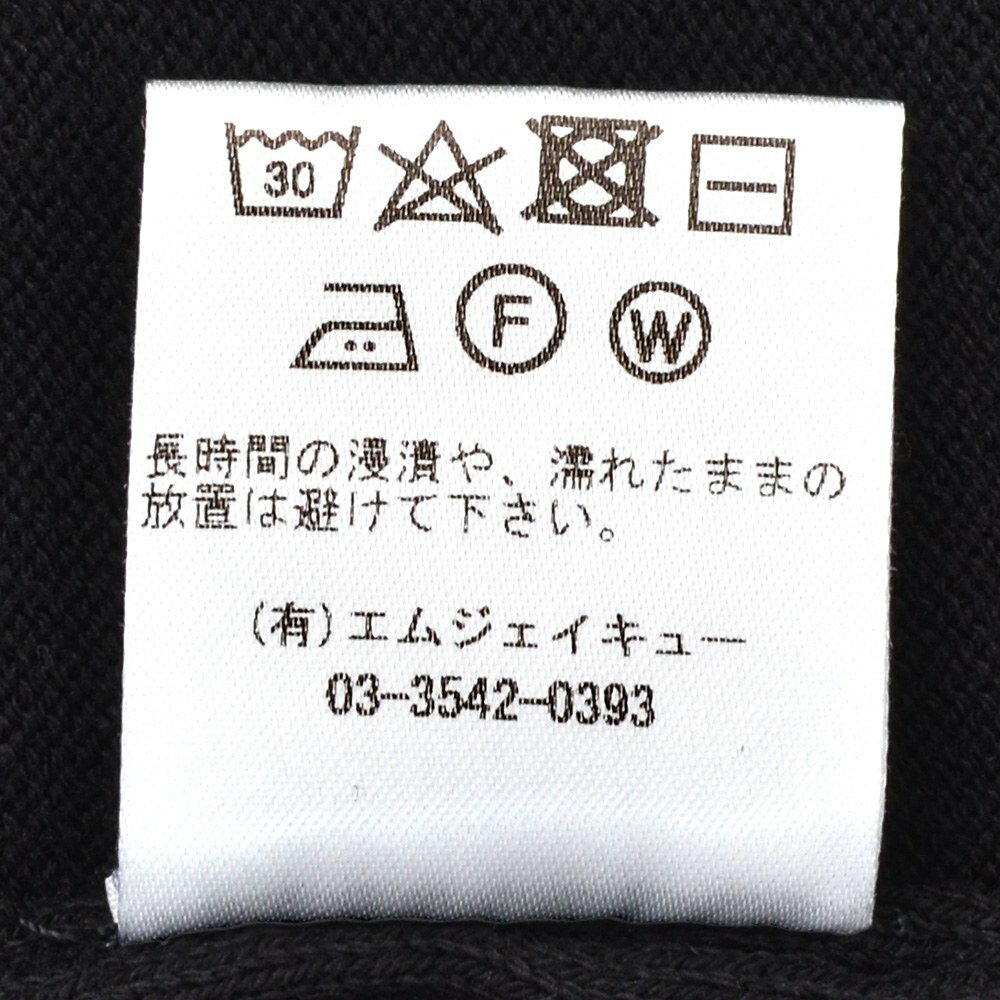 30
F
W
長時間の浸漬や、濡れたままの
放置は避けて下さい。
(有)エムジェイキュー
03-3542-0393